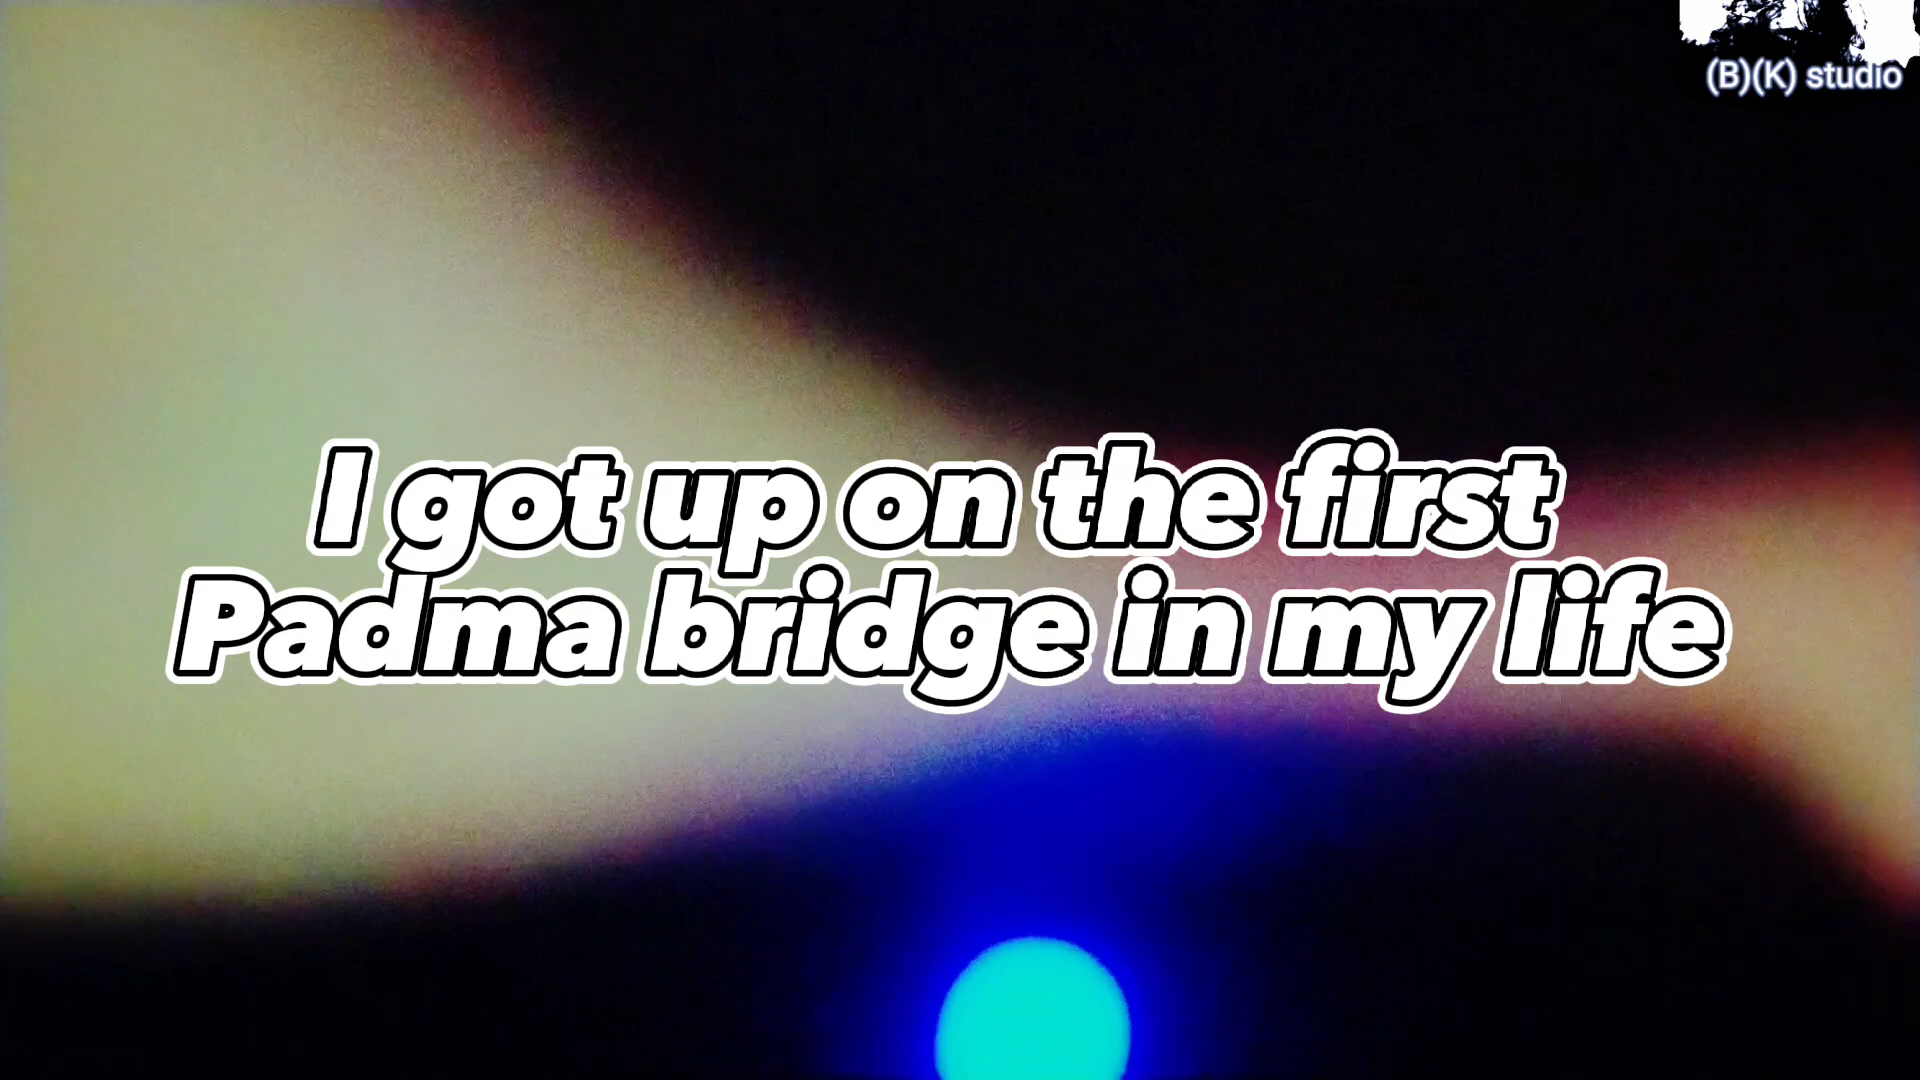 (B)(K) studio
I got up on the first
Padma bridge in my life